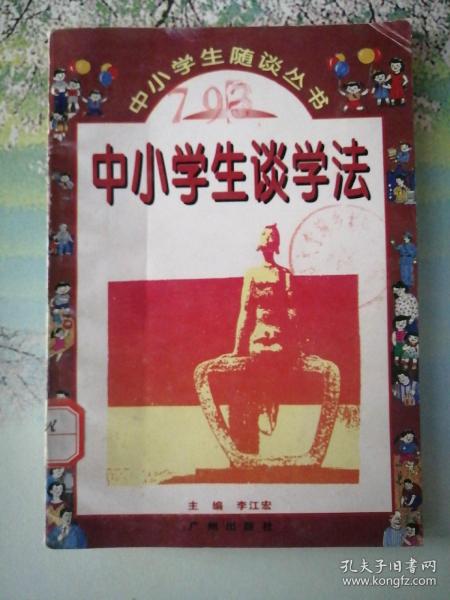 中小学生随谈丛书
793
中小学生谈学法
主编 李江宏
广州出版社
孔夫子旧书网
www.kongfz.com